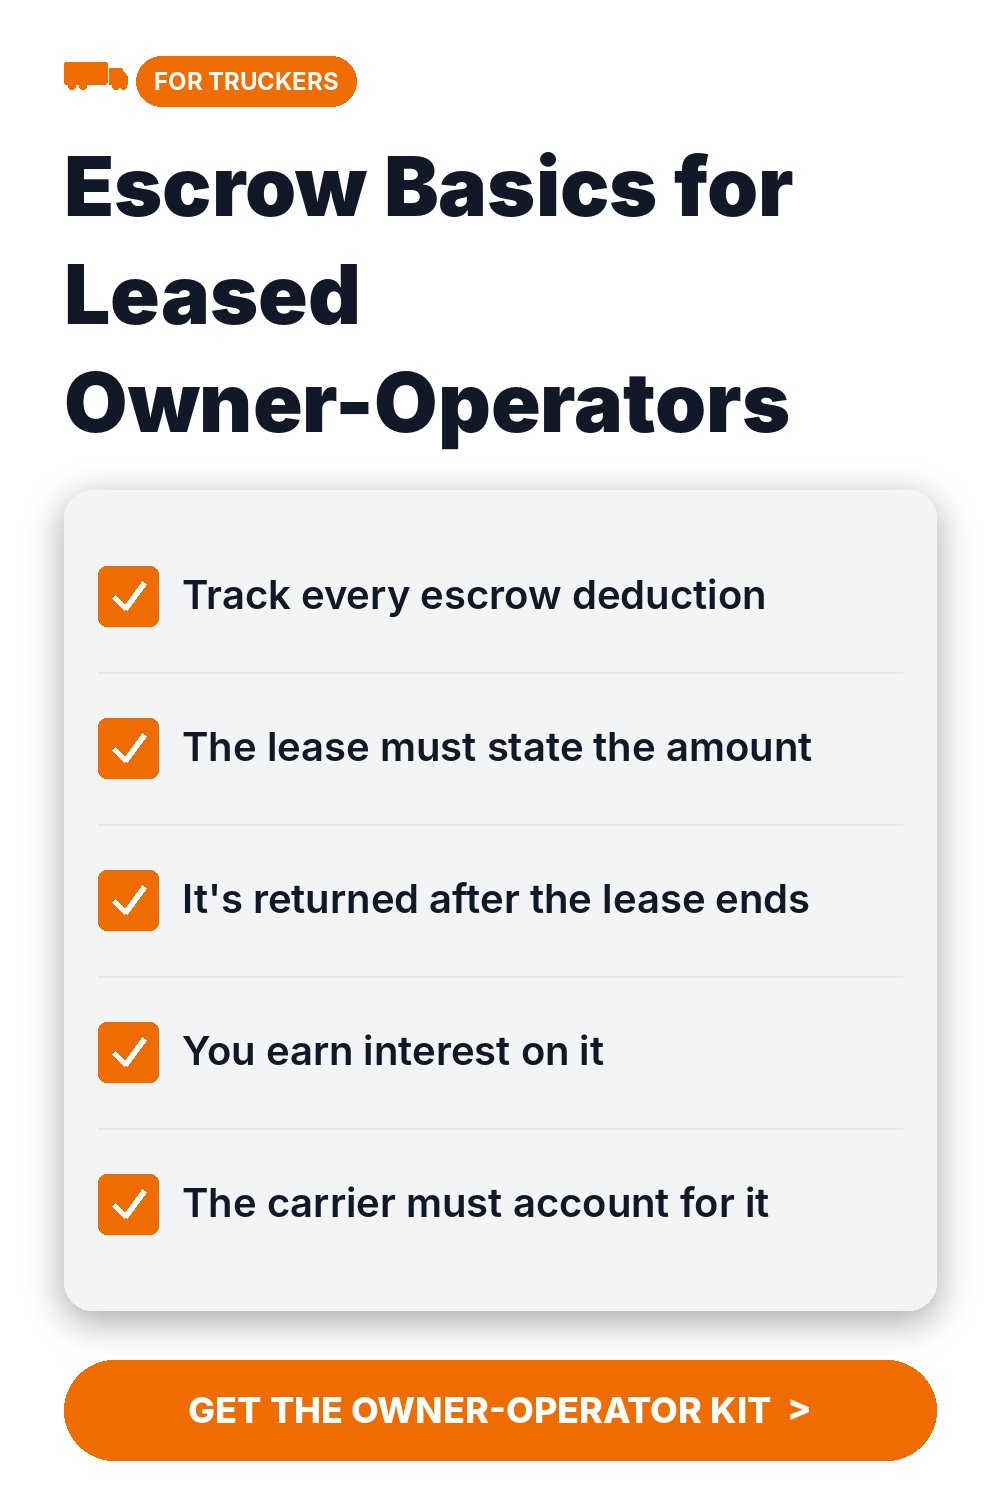 FOR TRUCKERS
Escrow Basics for
Leased
Owner-Operators
Track every escrow deduction
The lease must state the amount
It's returned after the lease ends
You earn interest on it
The carrier must account for it
GET THE OWNER-OPERATOR KIT >